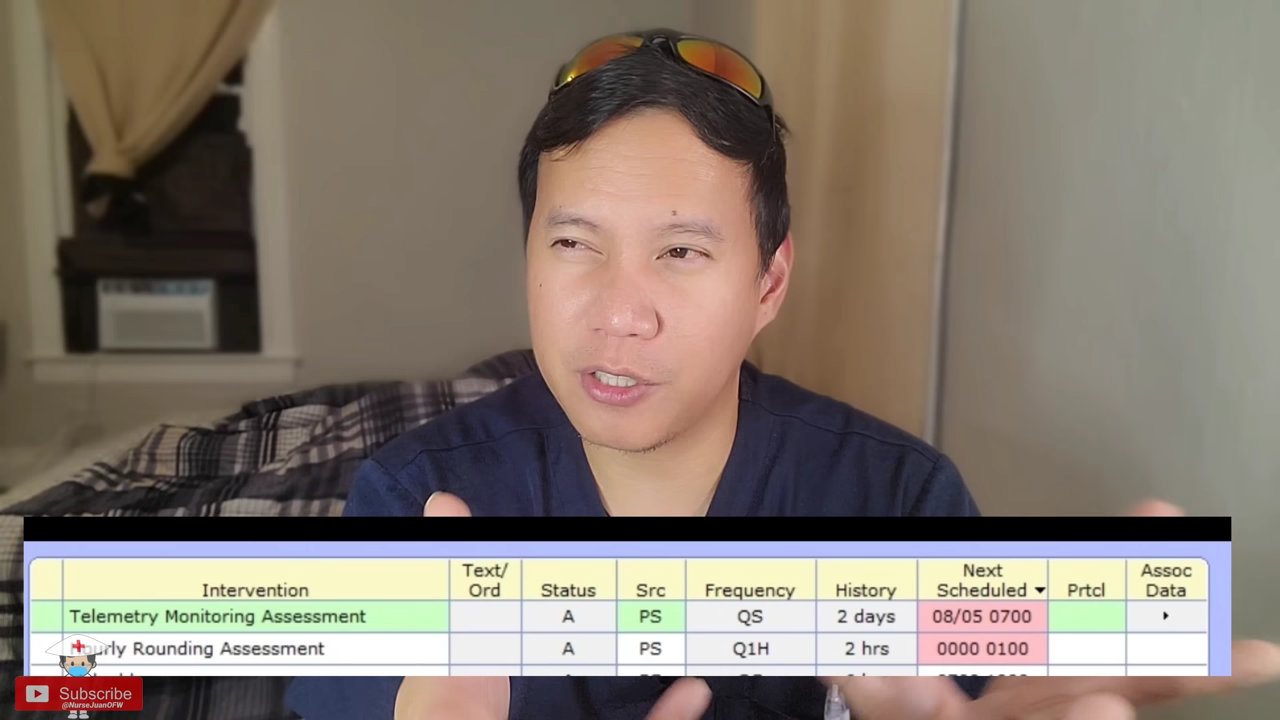 Intervention Text/ Ord Status Src Frequency History Next Scheduled Prtcl Assoc Data
Telemetry Monitoring Assessment A PS QS 2 days 08/05 0700
Hourly Rounding Assessment A PS Q1H 2 hrs 0000 0100
Subscribe
@NurseJuanOFW